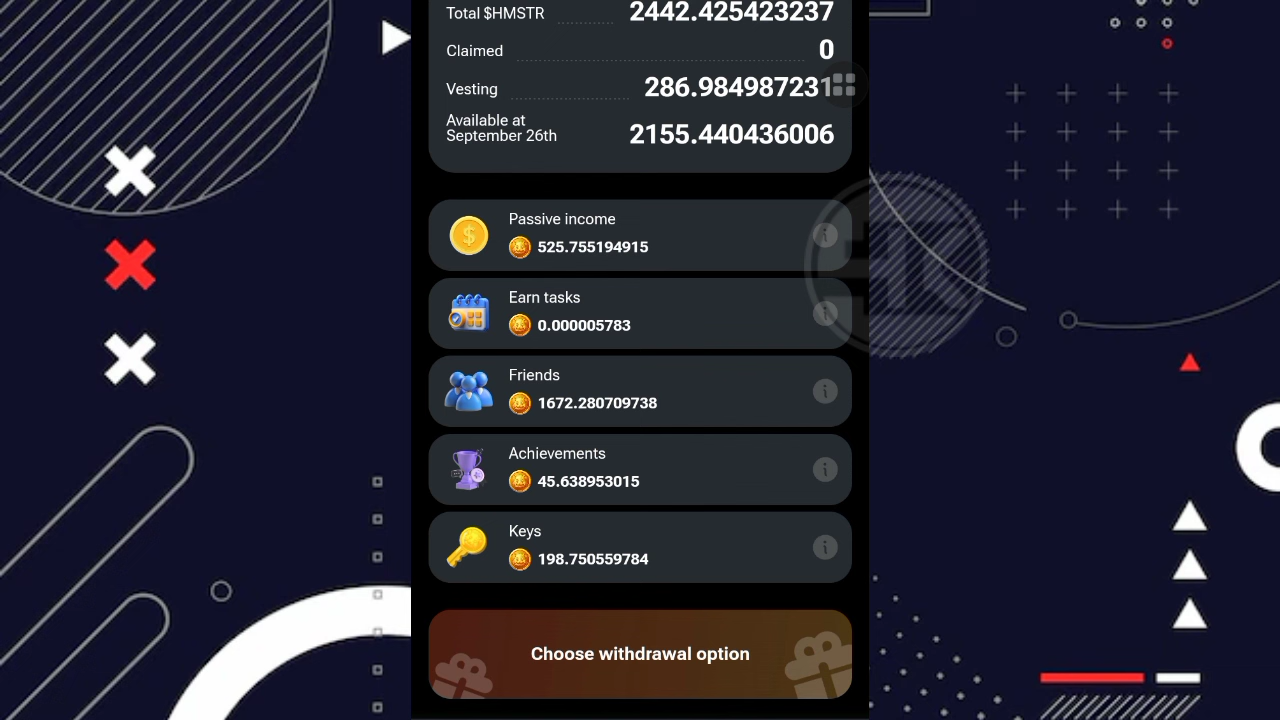 Total $HMSTR 2442.425423237
Claimed 0
Vesting 286.984987231
Available at
September 26th 2155.440436006
Passive income
525.755194915
Earn tasks
0.000005783
Friends
1672.280709738
Achievements
45.638953015
Keys
198.750559784
Choose withdrawal option